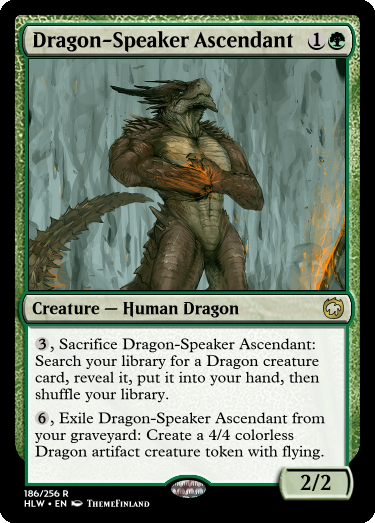 Dragon-Speaker Ascendant 1
Creature — Human Dragon
3, Sacrifice Dragon-Speaker Ascendant:
Search your library for a Dragon creature
card, reveal it, put it into your hand, then
shuffle your library.
6, Exile Dragon-Speaker Ascendant from
your graveyard: Create a 4/4 colorless
Dragon artifact creature token with flying.
2/2
186/256 R
HLW • EN ThemeFinland